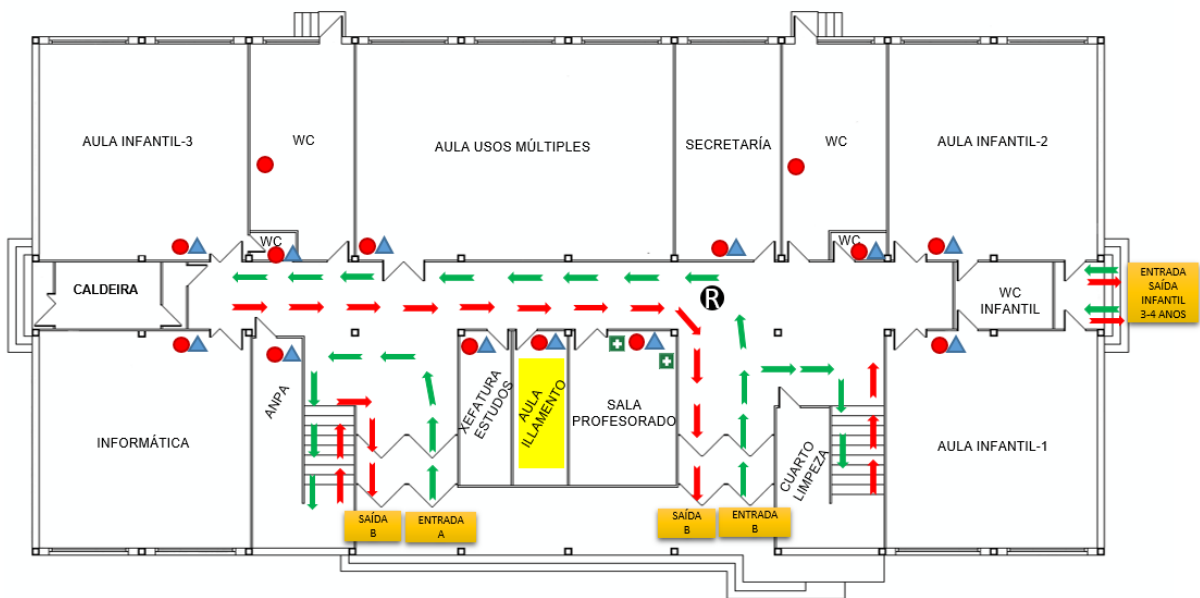 AULA INFANTIL-3
WC
AULA USOS MÚLTIPLES
SECRETARÍA
WC
AULA INFANTIL-2
WC
WC
CALDEIRA
R
WC
INFANTIL
ENTRADA
SAÍDA
INFANTIL
3-4 ANOS
INFORMÁTICA
ANPA
XEFATURA
ESTUDOS
AULA
ILLAMENTO
SALA
PROFESORADO
CUARTO
LIMPEZA
AULA INFANTIL-1
SAÍDA
B
ENTRADA
A
SAÍDA
B
ENTRADA
B